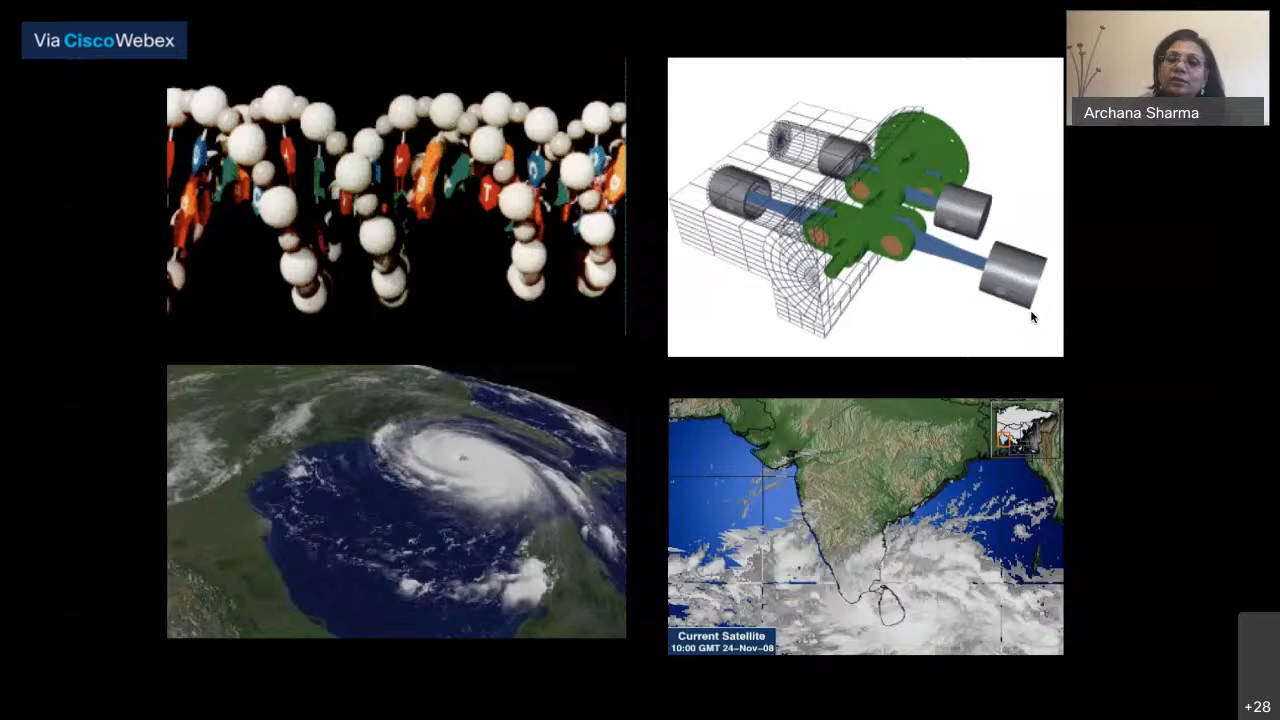 Via CiscoWebex
Archana Sharma
T
Current Satellite
10:00 GMT 24-Nov-08
+28